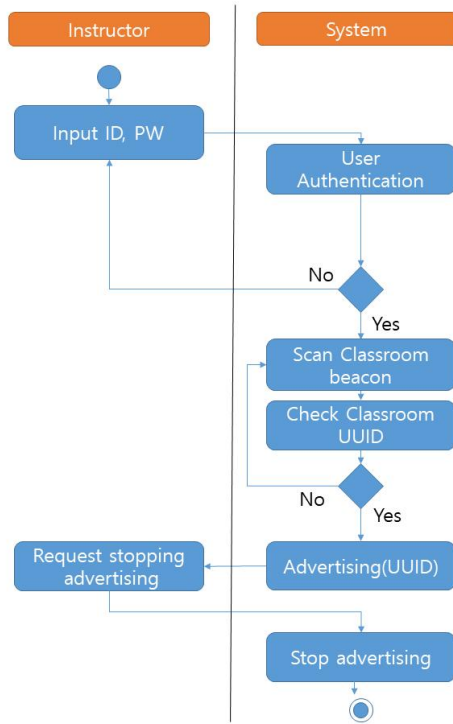 Instructor
System
Input ID, PW
User
Authentication
No
Yes
Scan Classroom
beacon
Check Classroom
UUID
No
Yes
Request stopping
advertising
Advertising(UUID)
Stop advertising